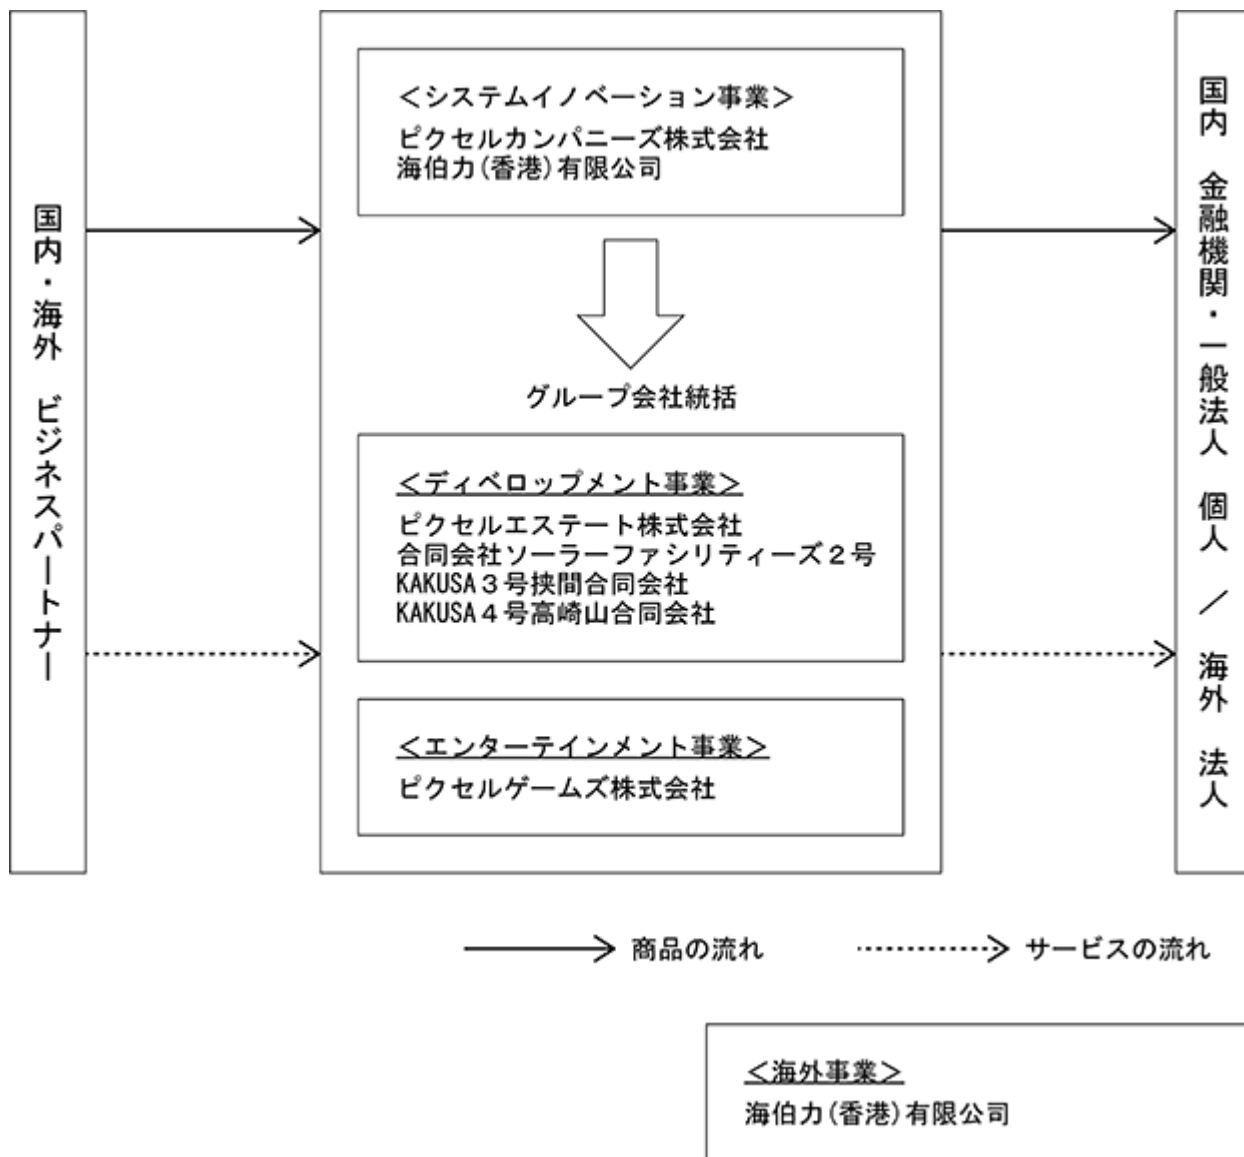 国内・海外　ビジネスパートナー
＜システムイノベーション事業＞
ピクセルカンパニーズ株式会社
海伯力(香港)有限公司
グループ会社統括
＜ディベロップメント事業＞
ピクセルエステート株式会社
合同会社ソーラーファシリティーズ２号
KAKUSA３号挟間合同会社
KAKUSA４号高崎山合同会社
＜エンターテインメント事業＞
ピクセルゲームズ株式会社
国内　金融機関・一般法人　個人　／　海外　法人
商品の流れ
サービスの流れ
＜海外事業＞
海伯力(香港)有限公司